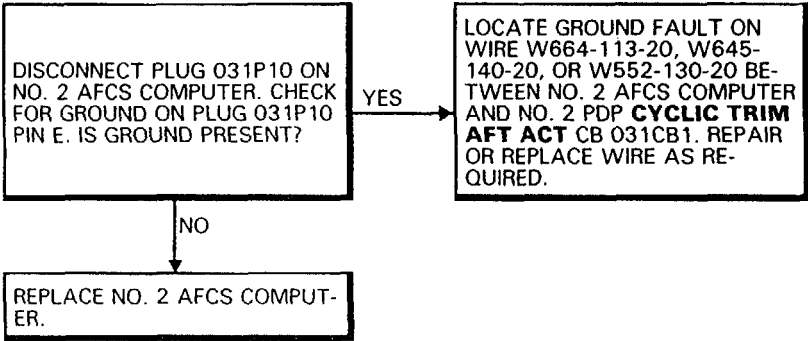 DISCONNECT PLUG 031P10 ON
NO. 2 AFCS COMPUTER. CHECK
FOR GROUND ON PLUG 031P10
PIN E. IS GROUND PRESENT?
YES
LOCATE GROUND FAULT ON
WIRE W664-113-20, W645-
140-20, OR W552-130-20 BE-
TWEEN NO. 2 AFCS COMPUTER
AND NO. 2 PDP CYCLIC TRIM
AFT ACT CB 031CB1. REPAIR
OR REPLACE WIRE AS RE-
QUIRED.
NO
REPLACE NO. 2 AFCS COMPUT-
ER.